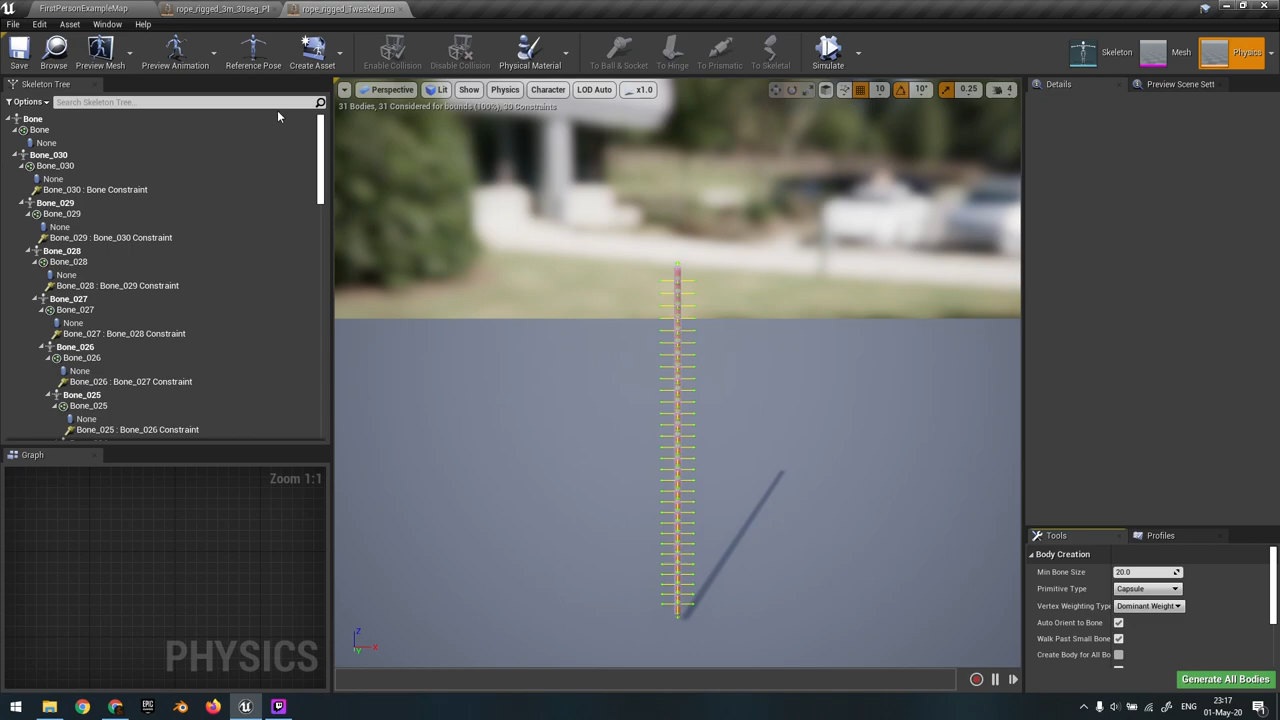 FirstPersonExampleMap
rope_rigged_3m_30seg_P
rope_rigged_Tweaked_ma
File Edit Asset Window Help
Save
Browse
Preview Mesh
Preview Animation
Reference Pose
Create Asset
Enable Collision
Disable Collision
Physical Material
To Ball & Socket
To Hinge
To Prismatic
To Skeletal
Simulate
Skeleton
Mesh
Physics
Skeleton Tree
Options
Search Skeleton Tree...
Bone
Bone
None
Bone_030
Bone_030
None
Bone_030 : Bone Constraint
Bone_029
Bone_029
None
Bone_029 : Bone_030 Constraint
Bone_028
Bone_028
None
Bone_028 : Bone_029 Constraint
Bone_027
Bone_027
None
Bone_027 : Bone_028 Constraint
Bone_026
Bone_026
None
Bone_026 : Bone_027 Constraint
Bone_025
Bone_025
None
Bone_025 : Bone_026 Constraint
Graph
Zoom 1:1
PHYSICS
Perspective Lit Show Physics Character LOD Auto x1.0
10 10° 0.25 4
31 Bodies, 31 Considered for bounds (100%), 30 Constraints
Z
X
Y
Details
Preview Scene Sett
Tools
Profiles
Body Creation
Min Bone Size 20.0
Primitive Type Capsule
Vertex Weighting Typ Dominant Weight
Auto Orient to Bone
Walk Past Small Bone
Create Body for All Bo
Generate All Bodies
EPIC
ENG
23:17
01-May-20